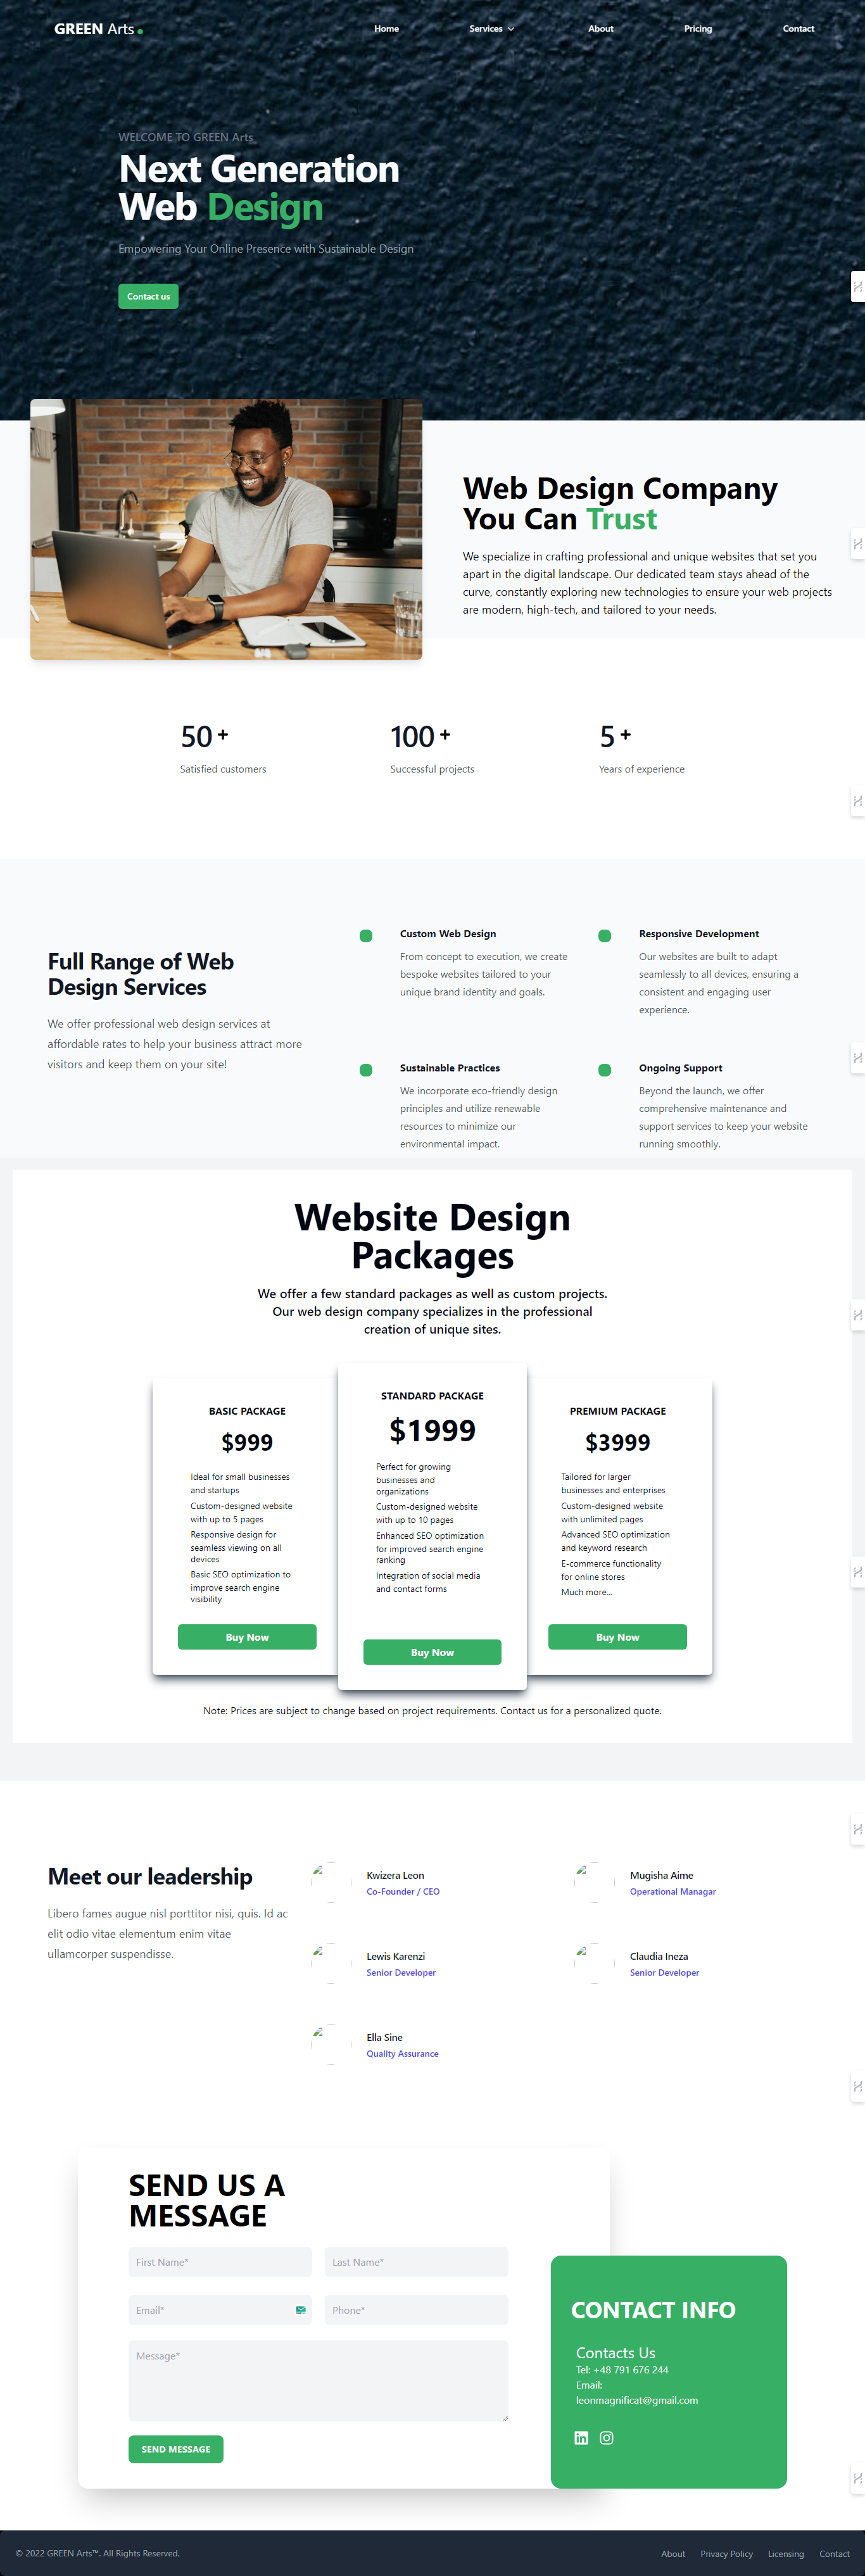 GREEN Arts
Home
Services
About
Pricing
Contact
WELCOME TO GREEN Arts
Next Generation
Web Design
Empowering Your Online Presence with Sustainable Design
Contact us
Web Design Company
You Can Trust
We specialize in crafting professional and unique websites that set you
apart in the digital landscape. Our dedicated team stays ahead of the
curve, constantly exploring new technologies to ensure your web projects
are modern, high-tech, and tailored to your needs.
50 +
Satisfied customers
100 +
Successful projects
5 +
Years of experience
Full Range of Web
Design Services
We offer professional web design services at
affordable rates to help your business attract more
visitors and keep them on your site!
Custom Web Design
From concept to execution, we create
bespoke websites tailored to your
unique brand identity and goals.
Responsive Development
Our websites are built to adapt
seamlessly to all devices, ensuring a
consistent and engaging user
experience.
Sustainable Practices
We incorporate eco-friendly design
principles and utilize renewable
resources to minimize our
environmental impact.
Ongoing Support
Beyond the launch, we offer
comprehensive maintenance and
support services to keep your website
running smoothly.
Website Design
Packages
We offer a few standard packages as well as custom projects.
Our web design company specializes in the professional
creation of unique sites.
BASIC PACKAGE
$999
Ideal for small businesses
and startups
Custom-designed website
with up to 5 pages
Responsive design for
seamless viewing on all
devices
Basic SEO optimization to
improve search engine
visibility
Buy Now
STANDARD PACKAGE
$1999
Perfect for growing
businesses and
organizations
Custom-designed website
with up to 10 pages
Enhanced SEO optimization
for improved search engine
ranking
Integration of social media
and contact forms
Buy Now
PREMIUM PACKAGE
$3999
Tailored for larger
businesses and enterprises
Custom-designed website
with unlimited pages
Advanced SEO optimization
and keyword research
E-commerce functionality
for online stores
Much more...
Buy Now
Note: Prices are subject to change based on project requirements. Contact us for a personalized quote.
Meet our leadership
Libero fames augue nisl porttitor nisi, quis. Id ac
elit odio vitae elementum enim vitae
ullamcorper suspendisse.
Kwizera Leon
Co-Founder / CEO
Mugisha Aime
Operational Managar
Lewis Karenzi
Senior Developer
Claudia Ineza
Senior Developer
Ella Sine
Quality Assurance
SEND US A
MESSAGE
First Name*
Last Name*
Email*
Phone*
Message*
SEND MESSAGE
CONTACT INFO
Contacts Us
Tel: +48 791 676 244
Email:
leonmagnificat@gmail.com
© 2022 GREEN Arts™. All Rights Reserved.
About
Privacy Policy
Licensing
Contact